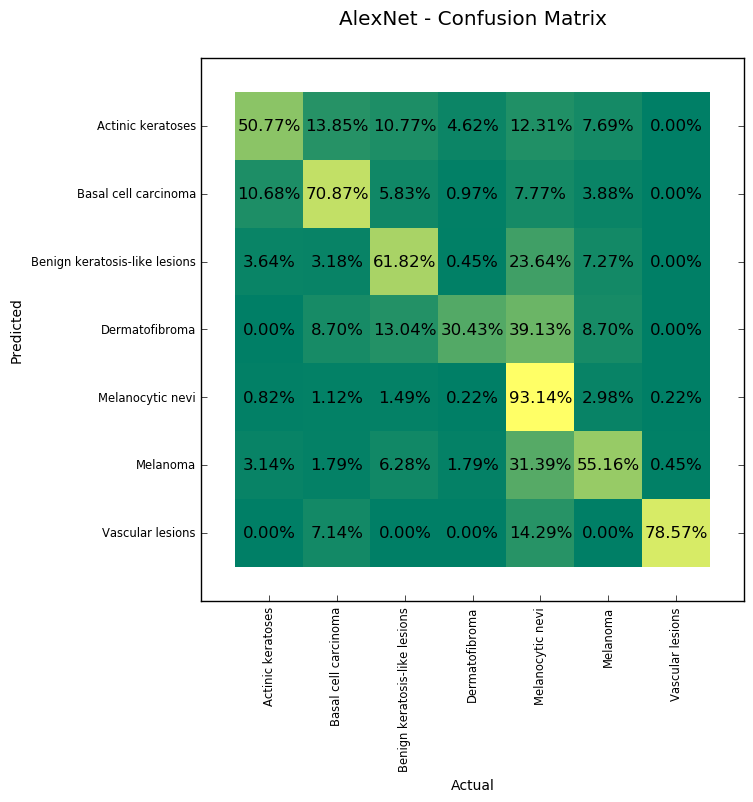 AlexNet - Confusion Matrix
Predicted
Actinic keratoses 50.77% 13.85% 10.77% 4.62% 12.31% 7.69% 0.00%
Basal cell carcinoma 10.68% 70.87% 5.83% 0.97% 7.77% 3.88% 0.00%
Benign keratosis-like lesions 3.64% 3.18% 61.82% 0.45% 23.64% 7.27% 0.00%
Dermatofibroma 0.00% 8.70% 13.04% 30.43% 39.13% 8.70% 0.00%
Melanocytic nevi 0.82% 1.12% 1.49% 0.22% 93.14% 2.98% 0.22%
Melanoma 3.14% 1.79% 6.28% 1.79% 31.39% 55.16% 0.45%
Vascular lesions 0.00% 7.14% 0.00% 0.00% 14.29% 0.00% 78.57%
Actinic keratoses
Basal cell carcinoma
Benign keratosis-like lesions
Dermatofibroma
Melanocytic nevi
Melanoma
Vascular lesions
Actual